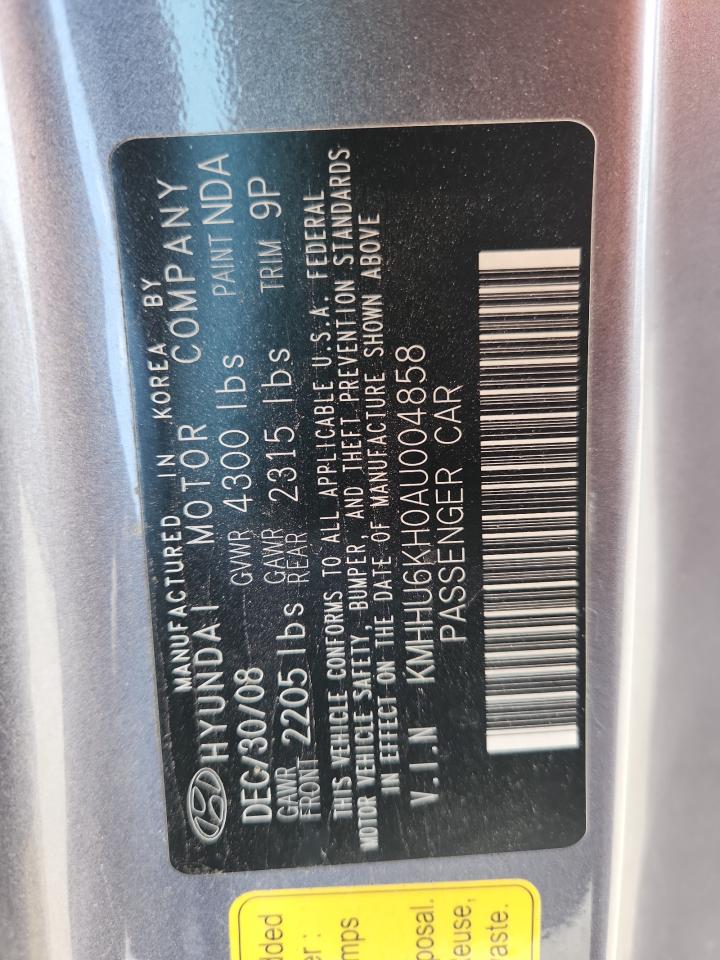 MANUFACTURED IN KOREA BY
HYUNDAI MOTOR COMPANY
DEC/30/08 GVWR 4300 lbs PAINT NDA
GAWR FRONT 2205 lbs GAWR REAR 2315 lbs TRIM 9P
THIS VEHICLE CONFORMS TO ALL APPLICABLE U.S.A. FEDERAL
MOTOR VEHICLE SAFETY, BUMPER, AND THEFT PREVENTION STANDARDS
IN EFFECT ON THE DATE OF MANUFACTURE SHOWN ABOVE
V.I.N KMHHU6KH0AU004858
PASSENGER CAR
dded
er :
mps
posal.
euse,
aste.